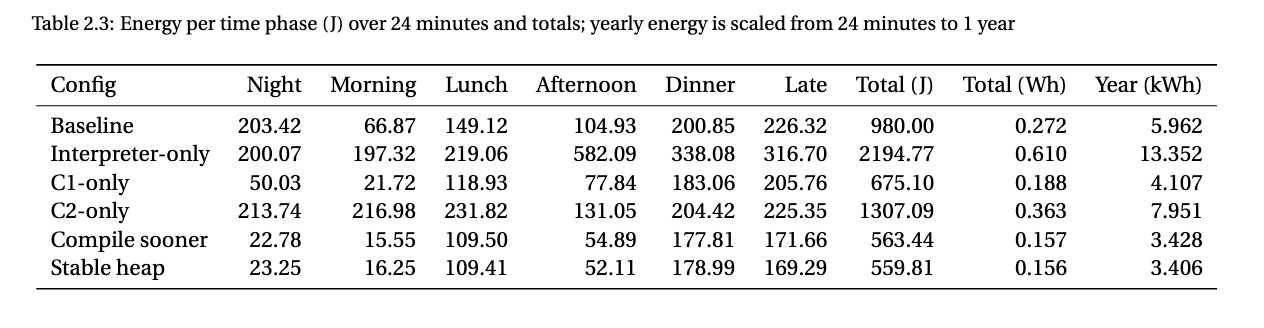 Table 2.3: Energy per time phase (J) over 24 minutes and totals; yearly energy is scaled from 24 minutes to 1 year
Config Night Morning Lunch Afternoon Dinner Late Total (J) Total (Wh) Year (kWh)
Baseline 203.42 66.87 149.12 104.93 200.85 226.32 980.00 0.272 5.962
Interpreter-only 200.07 197.32 219.06 582.09 338.08 316.70 2194.77 0.610 13.352
C1-only 50.03 21.72 118.93 77.84 183.06 205.76 675.10 0.188 4.107
C2-only 213.74 216.98 231.82 131.05 204.42 225.35 1307.09 0.363 7.951
Compile sooner 22.78 15.55 109.50 54.89 177.81 171.66 563.44 0.157 3.428
Stable heap 23.25 16.25 109.41 52.11 178.99 169.29 559.81 0.156 3.406